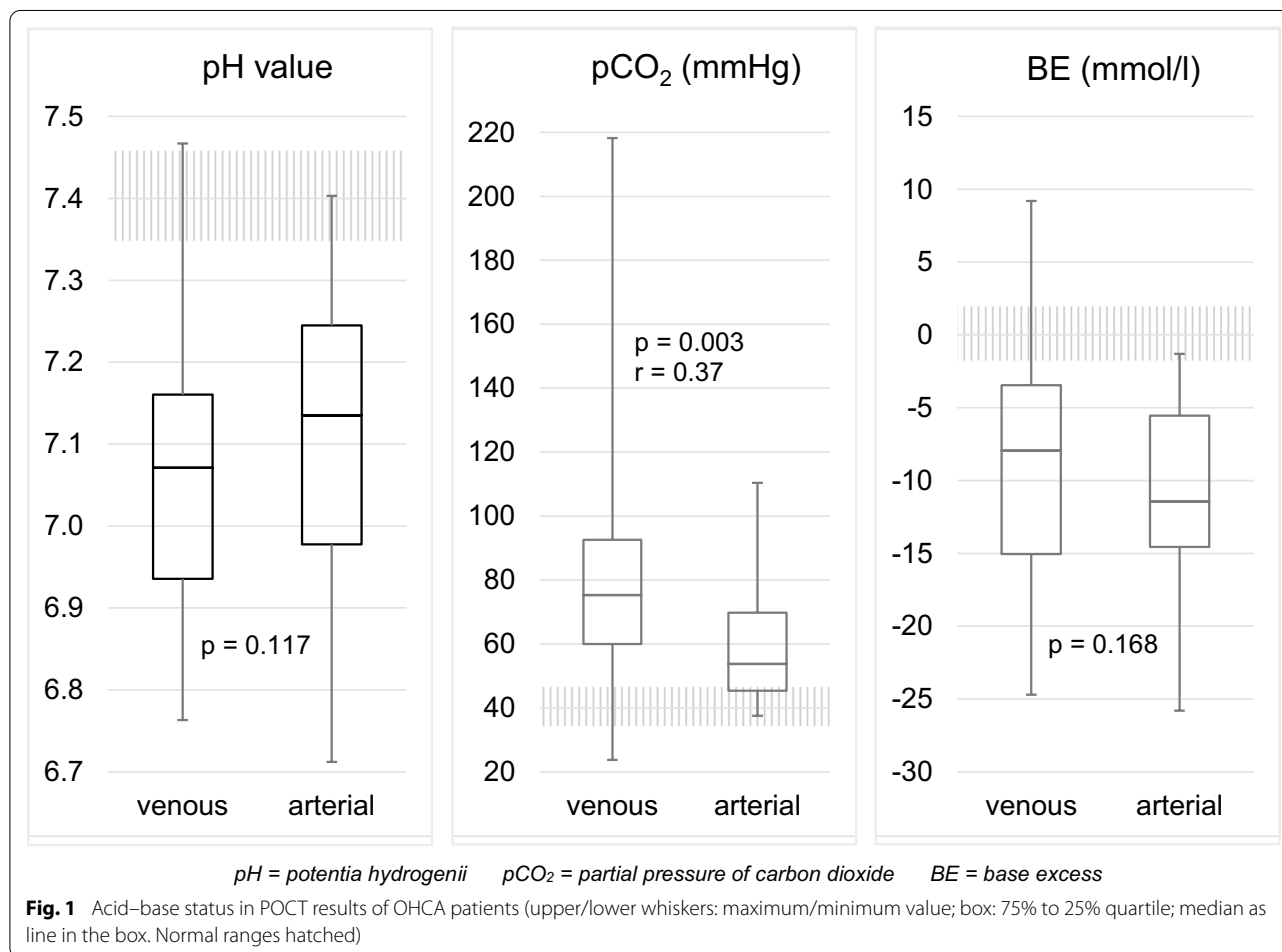 pH value
7.5
7.4
7.3
7.2
7.1
7.0
6.9
6.8
6.7
p = 0.117
venous arterial
pCO₂ (mmHg)
220
200
180
160
140
120
100
80
60
40
20
p = 0.003
r = 0.37
venous arterial
BE (mmol/l)
15
10
5
0
-5
-10
-15
-20
-25
-30
p = 0.168
venous arterial
pH = potentia hydrogenii pCO₂ = partial pressure of carbon dioxide BE = base excess
Fig. 1 Acid–base status in POCT results of OHCA patients (upper/lower whiskers: maximum/minimum value; box: 75% to 25% quartile; median as
line in the box. Normal ranges hatched)